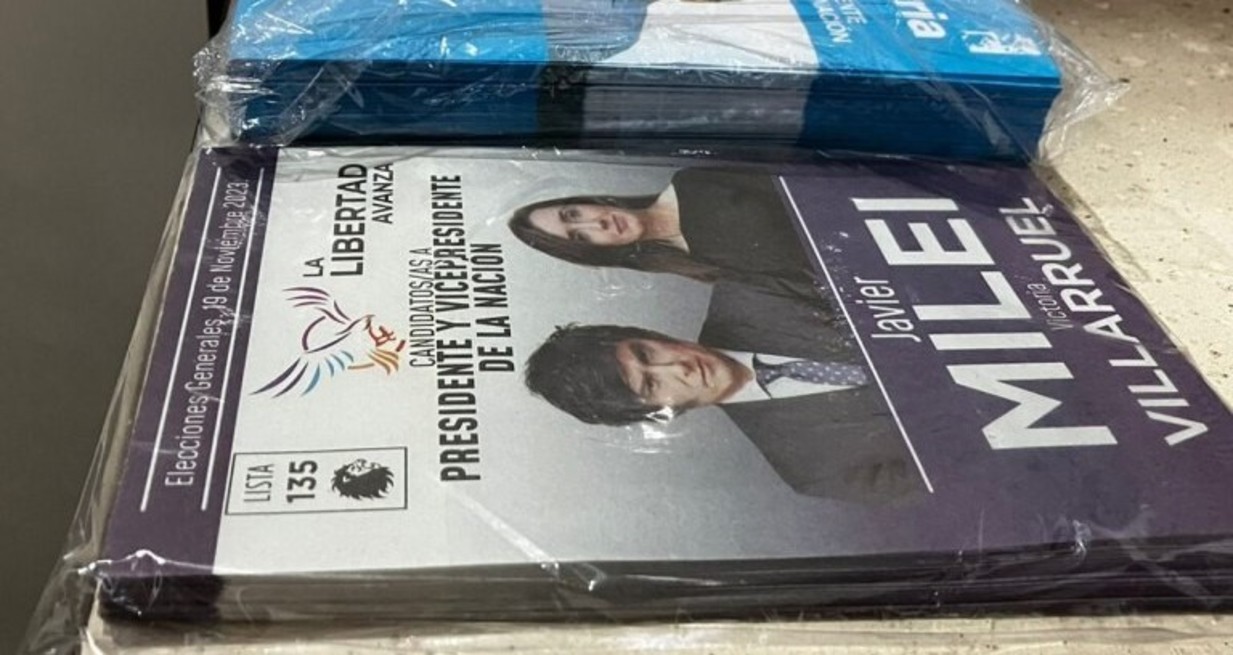 Elecciones Generales, 19 de Noviembre 2023.
LISTA
135
LA
LIBERTAD
AVANZA
CANDIDATOS/AS A
PRESIDENTE Y VICEPRESIDENTE
DE LA NACIÓN
Javier
MILEI
Victoria
VILLARRUEL